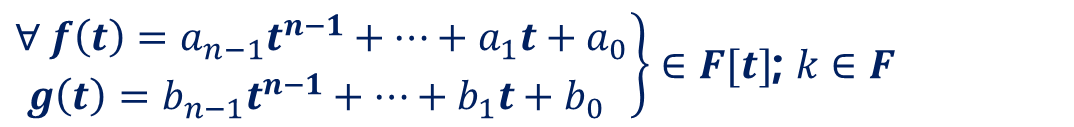 ∀ f(t) = aₙ₋₁tⁿ⁻¹ + ⋯ + a₁t + a₀
g(t) = bₙ₋₁tⁿ⁻¹ + ⋯ + b₁t + b₀ } ∈ F[t]; k ∈ F